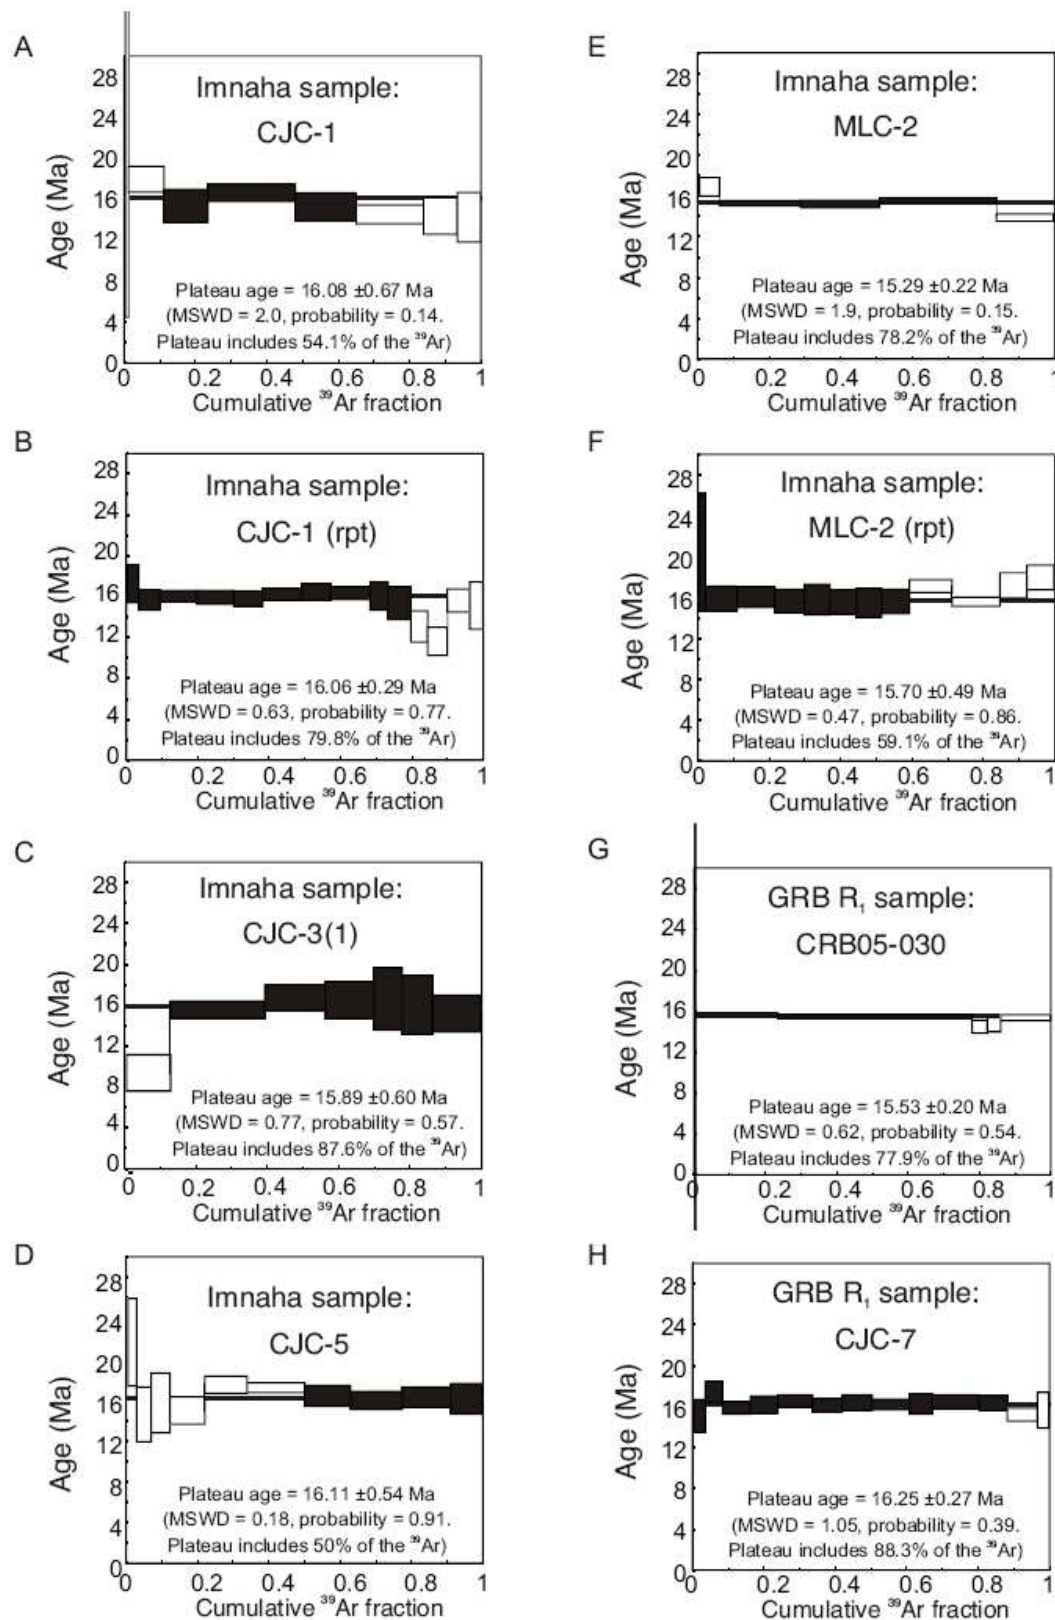 A
Imnaha sample:
CJC-1
Age (Ma)
28
24
20
16
12
8
4
0
Plateau age = 16.08 ±0.67 Ma
(MSWD = 2.0, probability = 0.14.
Plateau includes 54.1% of the ³⁹Ar)
0 0.2 0.4 0.6 0.8 1
Cumulative ³⁹Ar fraction
B
Imnaha sample:
CJC-1 (rpt)
Age (Ma)
28
24
20
16
12
8
4
0
Plateau age = 16.06 ±0.29 Ma
(MSWD = 0.63, probability = 0.77.
Plateau includes 79.8% of the ³⁹Ar)
0 0.2 0.4 0.6 0.8 1
Cumulative ³⁹Ar fraction
C
Imnaha sample:
CJC-3(1)
Age (Ma)
28
24
20
16
12
8
4
0
Plateau age = 15.89 ±0.60 Ma
(MSWD = 0.77, probability = 0.57.
Plateau includes 87.6% of the ³⁹Ar)
0 0.2 0.4 0.6 0.8 1
Cumulative ³⁹Ar fraction
D
Imnaha sample:
CJC-5
Age (Ma)
28
24
20
16
12
8
4
0
Plateau age = 16.11 ±0.54 Ma
(MSWD = 0.18, probability = 0.91.
Plateau includes 50% of the ³⁹Ar)
0 0.2 0.4 0.6 0.8 1
Cumulative ³⁹Ar fraction
E
Imnaha sample:
MLC-2
Age (Ma)
28
24
20
16
12
8
4
0
Plateau age = 15.29 ±0.22 Ma
(MSWD = 1.9, probability = 0.15.
Plateau includes 78.2% of the ³⁹Ar)
0 0.2 0.4 0.6 0.8 1
Cumulative ³⁹Ar fraction
F
Imnaha sample:
MLC-2 (rpt)
Age (Ma)
28
24
20
16
12
8
4
0
Plateau age = 15.70 ±0.49 Ma
(MSWD = 0.47, probability = 0.86.
Plateau includes 59.1% of the ³⁹Ar)
0 0.2 0.4 0.6 0.8 1
Cumulative ³⁹Ar fraction
G
GRB R₁ sample:
CRB05-030
Age (Ma)
28
24
20
16
12
8
4
0
Plateau age = 15.53 ±0.20 Ma
(MSWD = 0.62, probability = 0.54.
Plateau includes 77.9% of the ³⁹Ar)
0 0.2 0.4 0.6 0.8 1
Cumulative ³⁹Ar fraction
H
GRB R₁ sample:
CJC-7
Age (Ma)
28
24
20
16
12
8
4
0
Plateau age = 16.25 ±0.27 Ma
(MSWD = 1.05, probability = 0.39.
Plateau includes 88.3% of the ³⁹Ar)
0 0.2 0.4 0.6 0.8 1
Cumulative ³⁹Ar fraction